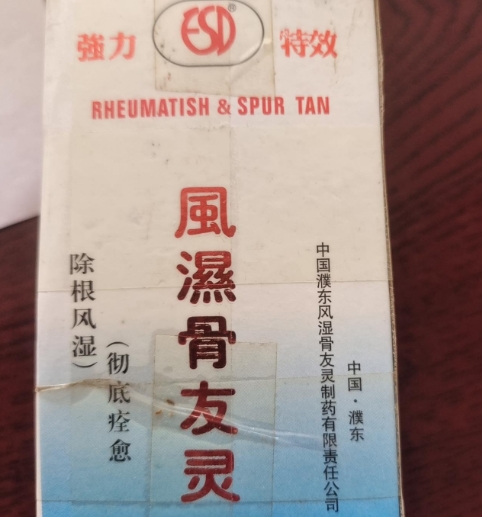 強力 ESD 特效
RHEUMATISH & SPUR TAN
風濕骨友灵
除根风湿)
(彻底痊愈
中国濮东风湿骨友灵制药有限责任公司
中国·濮东